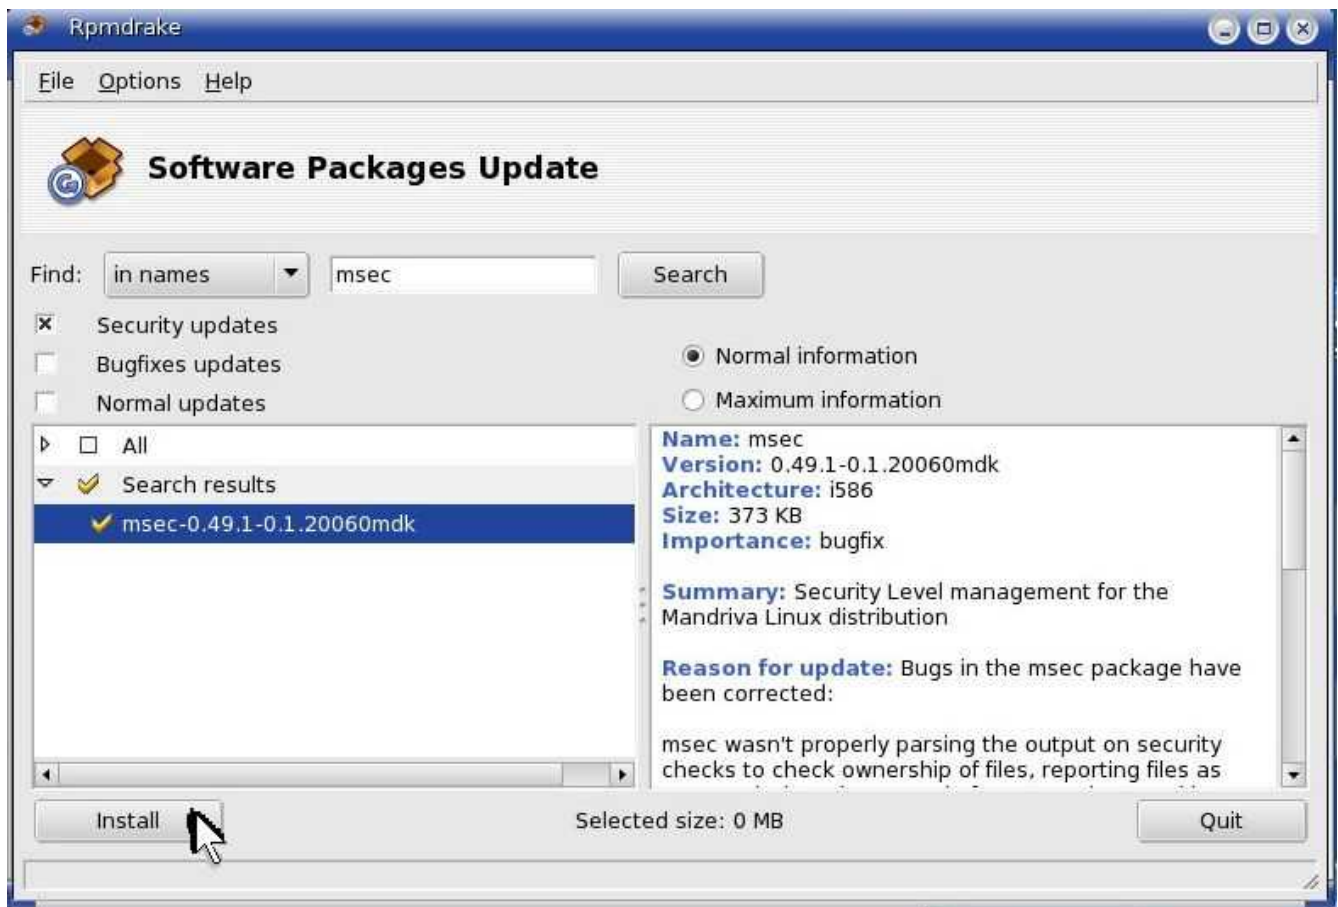 Rpmdrake
File Options Help
Software Packages Update
Find: in names msec Search
Security updates
Bugfixes updates
Normal updates
Normal information
Maximum information
All
Search results
msec-0.49.1-0.1.20060mdk
Name: msec
Version: 0.49.1-0.1.20060mdk
Architecture: i586
Size: 373 KB
Importance: bugfix
Summary: Security Level management for the
Mandriva Linux distribution
Reason for update: Bugs in the msec package have
been corrected:
msec wasn't properly parsing the output on security
checks to check ownership of files, reporting files as
Install Selected size: 0 MB Quit